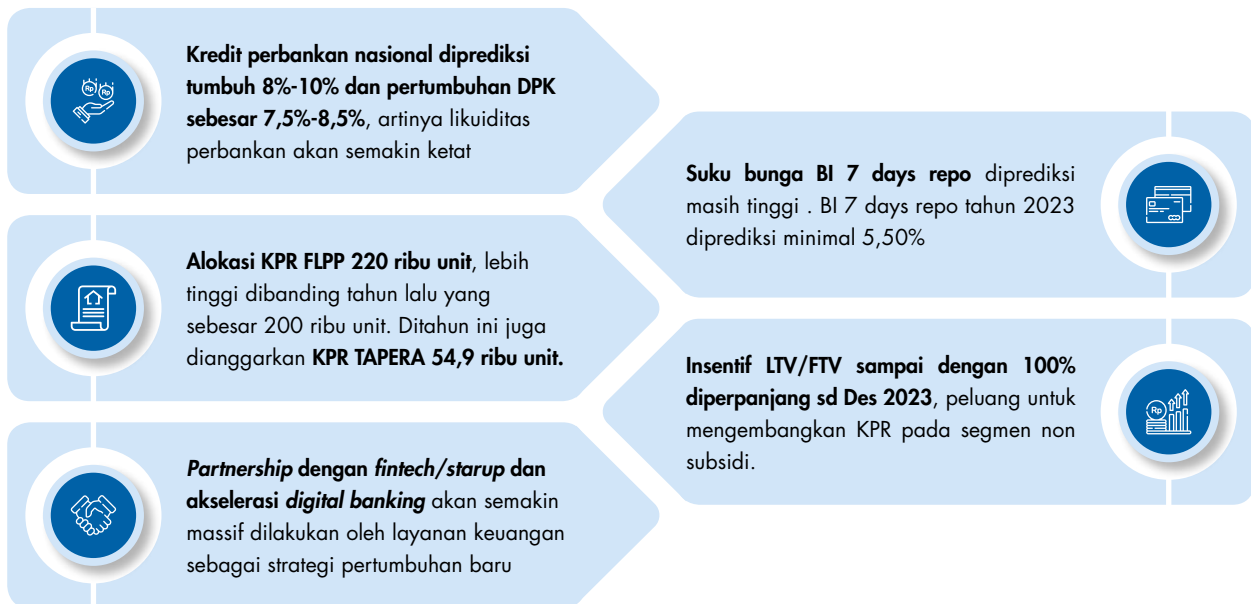 Kredit perbankan nasional diprediksi
tumbuh 8%-10% dan pertumbuhan DPK
sebesar 7,5%-8,5%, artinya likuiditas
perbankan akan semakin ketat
Suku bunga BI 7 days repo diprediksi
masih tinggi . BI 7 days repo tahun 2023
diprediksi minimal 5,50%
Alokasi KPR FLPP 220 ribu unit, lebih
tinggi dibanding tahun lalu yang
sebesar 200 ribu unit. Ditahun ini juga
dianggarkan KPR TAPERA 54,9 ribu unit.
Insentif LTV/FTV sampai dengan 100%
diperpanjang sd Des 2023, peluang untuk
mengembangkan KPR pada segmen non
subsidi.
Partnership dengan fintech/starup dan
akselerasi digital banking akan semakin
massif dilakukan oleh layanan keuangan
sebagai strategi pertumbuhan baru
Rp Rp
Rp